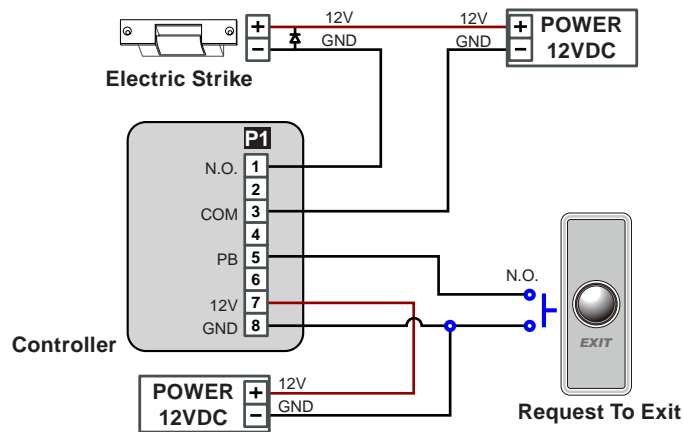 + 12V 12V + POWER
− GND GND − 12VDC
Electric Strike
P1
N.O. 1
2
COM 3
4
PB 5
6
12V 7
GND 8
N.O.
EXIT
Controller
POWER + 12V
12VDC − GND
Request To Exit